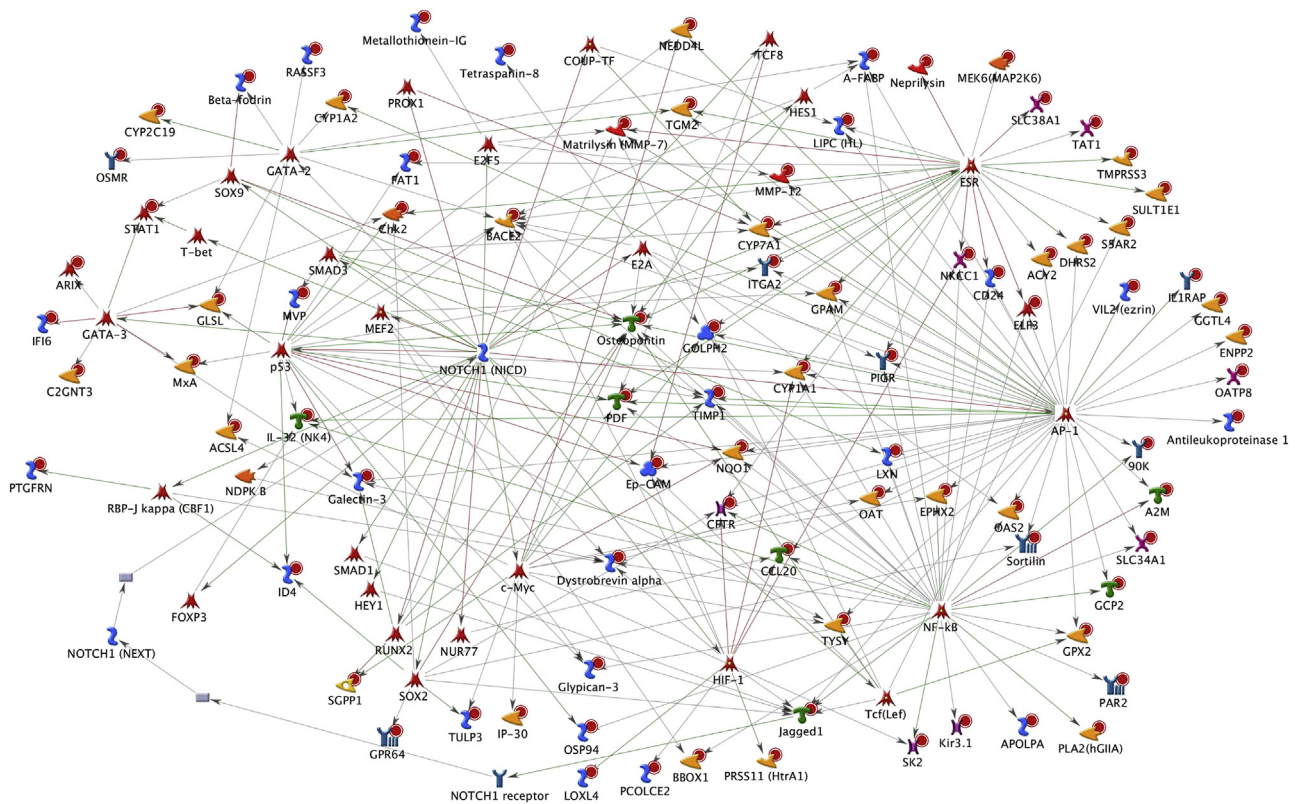 Metallothionein-IG
RASSF3
Tetraspanin-8
COUP-TF
NEDD4L
TCF8
A-FABP
Neprilysin
MEK6(MAP2K6)
Beta-fodrin
PROX1
CYP1A2
CYP2C19
HES1
TGM2
SLC38A1
LIPC (HL)
TAT1
Matrilysin (MMP-7)
E2F5
OSMR
GATA-2
FAT1
TMPRSS3
SOX9
MMP-12
ESR
SULT1E1
STAT1
Chk2
BACE2
CYP7A1
S5AR2
T-bet
DHRS2
SMAD3
E2A
ACY2
ARIX
ITGA2
NKCC1
CD24
MVP
GPAM
VIL2 (ezrin)
IL1RAP
GLSL
MEF2
ELF3
GGTL4
IFI6
GATA-3
Osteopontin
GOLPH2
ENPP2
p53
NOTCH1 (NICD)
PIGR
MxA
C2GNT3
CYP1A1
OATP8
PDF
TIMP1
AP-1
IL-32 (NK4)
ACSL4
Antileukoproteinase 1
90K
NQO1
LXN
PTGFRN
NDPK B
Galectin-3
Ep-CAM
RBP-J kappa (CBF1)
OAT
EPHX2
A2M
CFTR
OAS2
Sortilin
SLC34A1
SMAD1
CCL20
Dystrobrevin alpha
c-Myc
ID4
HEY1
GCP2
FOXP3
NF-kB
TYSY
NOTCH1 (NEXT)
RUNX2
NUR77
GPX2
HIF-1
SGPP1
SOX2
Glypican-3
PAR2
Tcf(Lef)
TULP3
IP-30
Jagged1
OSP94
GPR64
SK2
Kir3.1
APOLPA
PLA2(hGIIA)
BBOX1
PRSS11 (HtrA1)
PCOLCE2
NOTCH1 receptor
LOXL4